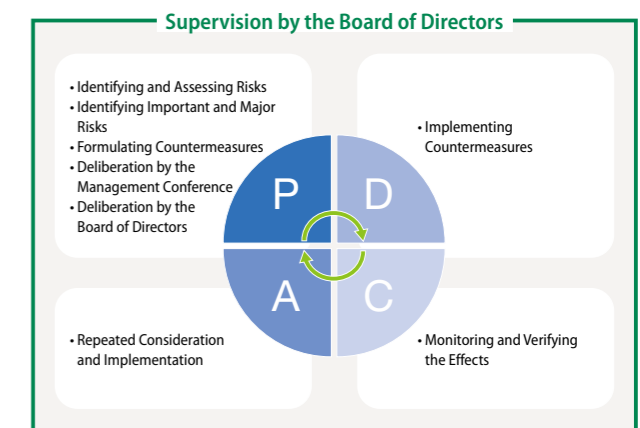 Supervision by the Board of Directors
• Identifying and Assessing Risks
• Identifying Important and Major
Risks
• Formulating Countermeasures
• Deliberation by the
Management Conference
• Deliberation by the
Board of Directors
• Implementing
Countermeasures
P
D
A
C
• Repeated Consideration
and Implementation
• Monitoring and Verifying
the Effects